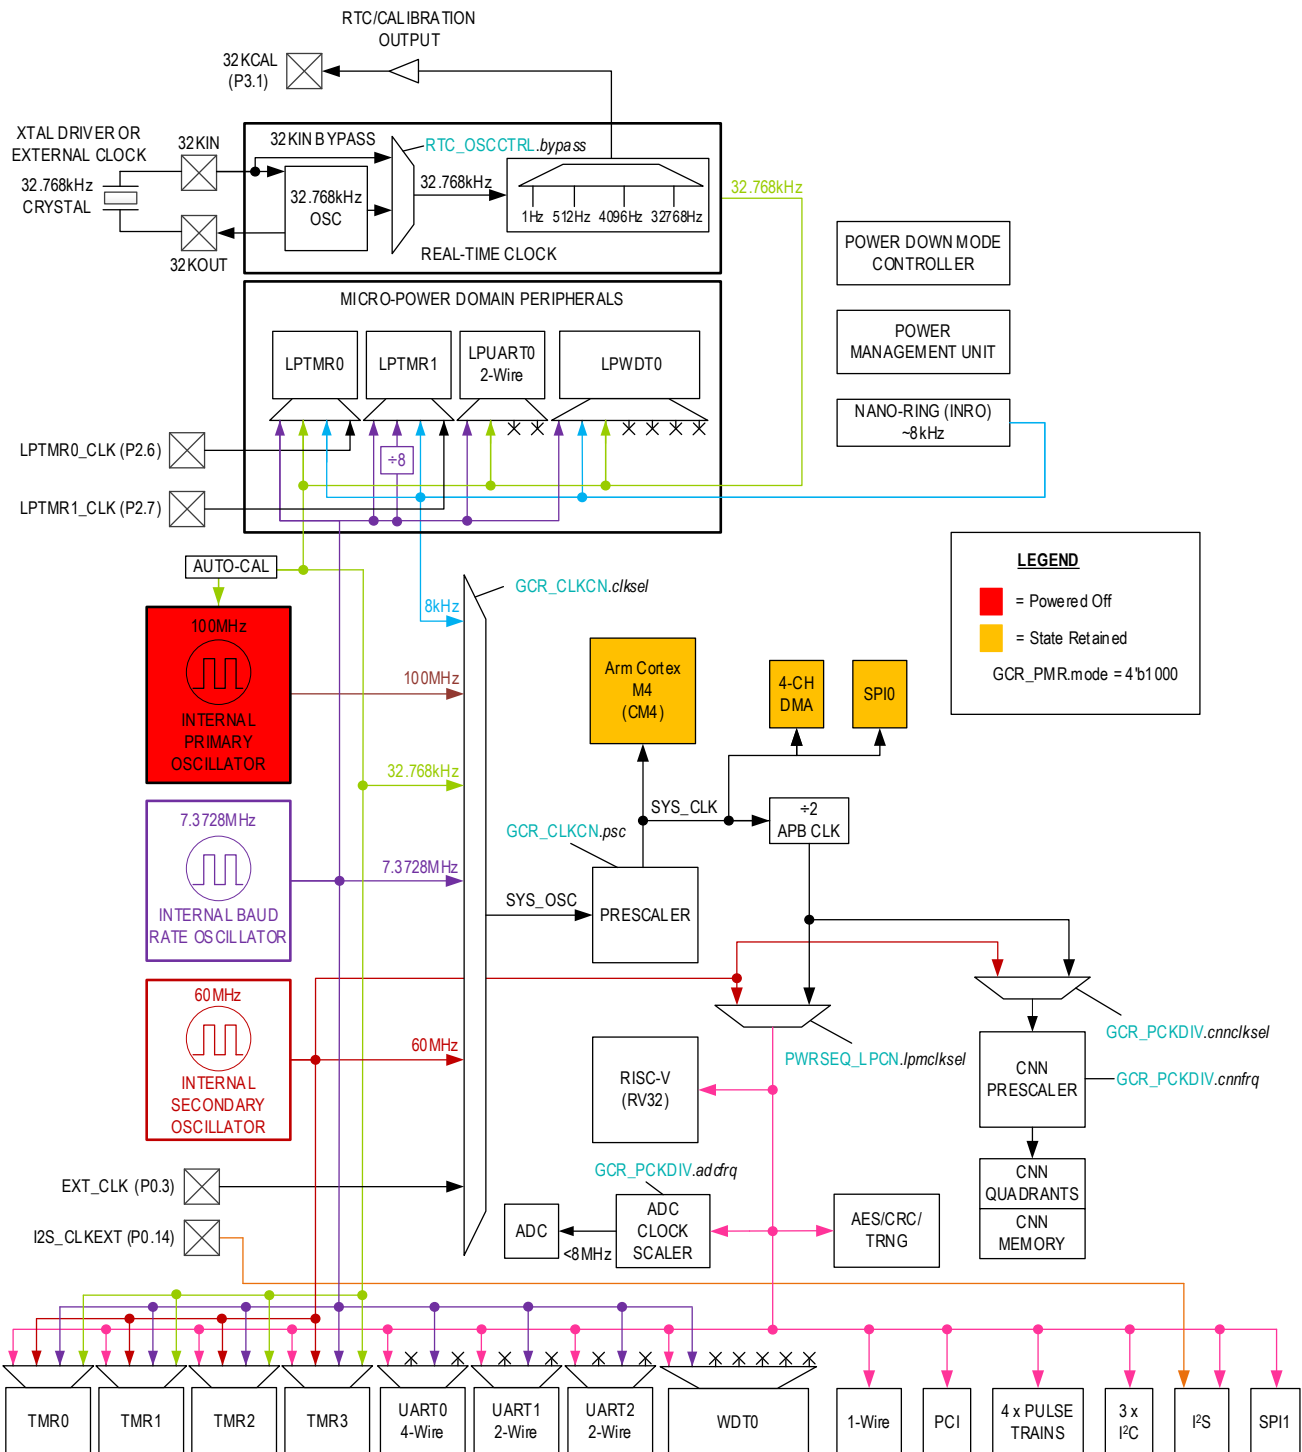 RTC/CALIBRATION
OUTPUT
32KCAL
(P3.1)
XTAL DRIVER OR
EXTERNAL CLOCK
32.768kHz
CRYSTAL
32KIN
32KOUT
32KIN BYPASS
RTC_OSCCTRL.bypass
32.768kHz
OSC
32.768kHz
1Hz 512Hz 4096Hz 32768Hz
REAL-TIME CLOCK
32.768kHz
POWER DOWN MODE
CONTROLLER
POWER
MANAGEMENT UNIT
NANO-RING (INRO)
~8kHz
MICRO-POWER DOMAIN PERIPHERALS
LPTMR0
LPTMR1
LPUART0
2-Wire
LPWDT0
÷8
LPTMR0_CLK (P2.6)
LPTMR1_CLK (P2.7)
AUTO-CAL
LEGEND
= Powered Off
= State Retained
GCR_PMR.mode = 4'b1000
GCR_CLKCN.clksel
8kHz
100MHz
INTERNAL
PRIMARY
OSCILLATOR
100MHz
32.768kHz
7.3728MHz
INTERNAL BAUD
RATE OSCILLATOR
7.3728MHz
60MHz
INTERNAL
SECONDARY
OSCILLATOR
60MHz
EXT_CLK (P0.3)
I2S_CLKEXT (P0.14)
Arm Cortex
M4
(CM4)
4-CH
DMA
SPI0
SYS_CLK
÷2
APB CLK
GCR_CLKCN.psc
SYS_OSC
PRESCALER
PWRSEQ_LPCN.lpmclksel
GCR_PCKDIV.cnnclksel
CNN
PRESCALER
GCR_PCKDIV.cnnfrq
CNN
QUADRANTS
CNN
MEMORY
RISC-V
(RV32)
GCR_PCKDIV.adcfrq
ADC
<8MHz
ADC
CLOCK
SCALER
AES/CRC/
TRNG
TMR0
TMR1
TMR2
TMR3
UART0
4-Wire
UART1
2-Wire
UART2
2-Wire
WDT0
1-Wire
PCI
4 x PULSE
TRAINS
3 x
I²C
I²S
SPI1